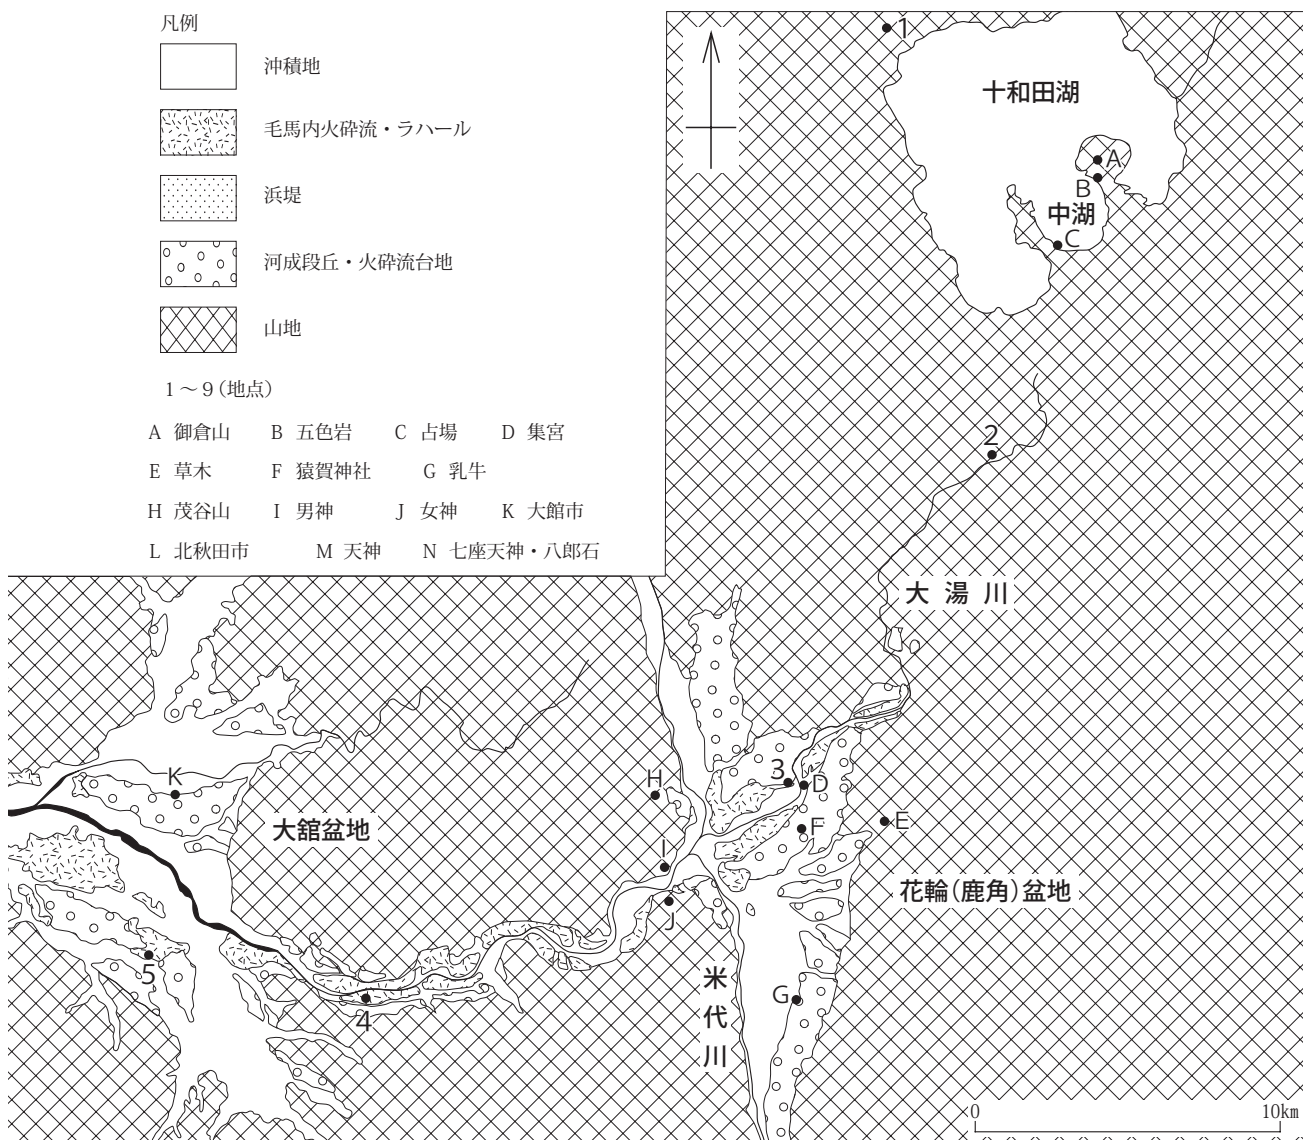 凡例
沖積地
毛馬内火砕流・ラハール
浜堤
河成段丘・火砕流台地
山地
1～9(地点)
A 御倉山 B 五色岩 C 占場 D 集宮
E 草木 F 猿賀神社 G 乳牛
H 茂谷山 I 男神 J 女神 K 大館市
L 北秋田市 M 天神 N 七座天神・八郎石
1
十和田湖
A
B
中湖
C
2
大湯川
K
H
3
D
大舘盆地
F
E
I
花輪(鹿角)盆地
J
5
米代川
G
4
0 10km